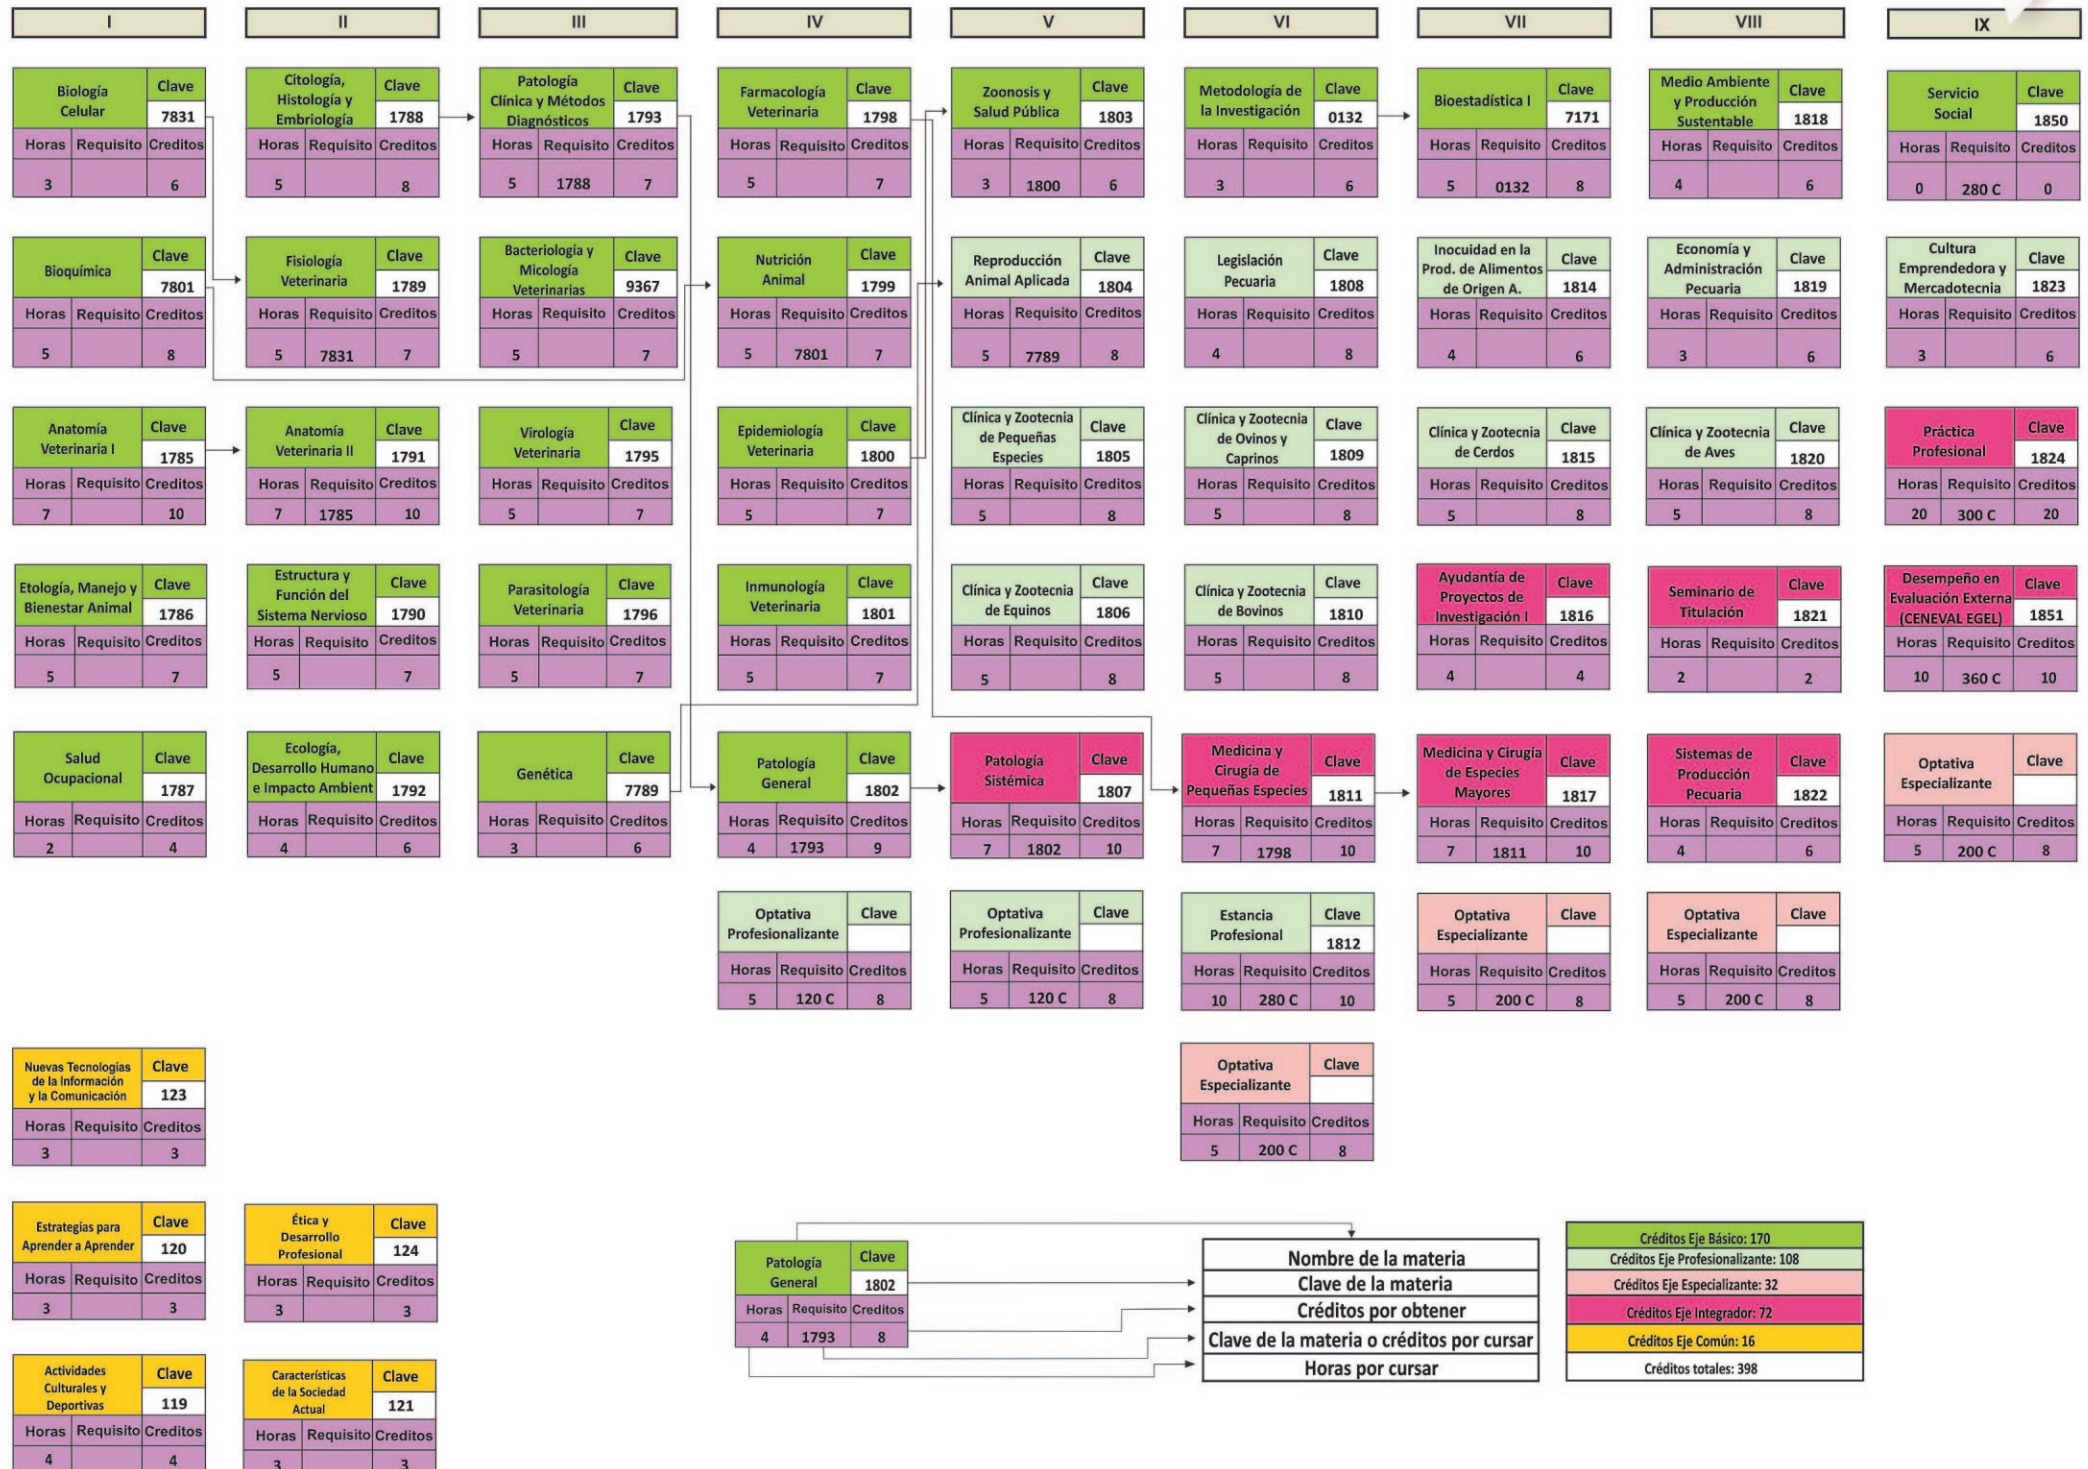 I II III IV V VI VII VIII IX
Biología
Celular
Clave
7831
Horas Requisito Creditos
3 6
Citología,
Histología y
Embriología
Clave
1788
Horas Requisito Creditos
5 8
Patología
Clínica y Métodos
Diagnósticos
Clave
1793
Horas Requisito Creditos
5 1788 7
Farmacología
Veterinaria
Clave
1798
Horas Requisito Creditos
5 7
Zoonosis y
Salud Pública
Clave
1803
Horas Requisito Creditos
3 1800 6
Metodología de
la Investigación
Clave
0132
Horas Requisito Creditos
3 6
Bioestadística I
Clave
7171
Horas Requisito Creditos
5 0132 8
Medio Ambiente
y Producción
Sustentable
Clave
1818
Horas Requisito Creditos
4 6
Servicio
Social
Clave
1850
Horas Requisito Creditos
0 280 C 0
Bioquímica
Clave
7801
Horas Requisito Creditos
5 8
Fisiología
Veterinaria
Clave
1789
Horas Requisito Creditos
5 7831 7
Bacteriología y
Micología
Veterinarias
Clave
9367
Horas Requisito Creditos
5 7
Nutrición
Animal
Clave
1799
Horas Requisito Creditos
5 7801 7
Reproducción
Animal Aplicada
Clave
1804
Horas Requisito Creditos
5 7789 8
Legislación
Pecuaria
Clave
1808
Horas Requisito Creditos
4 8
Inocuidad en la
Prod. de Alimentos
de Origen A.
Clave
1814
Horas Requisito Creditos
4 6
Economía y
Administración
Pecuaria
Clave
1819
Horas Requisito Creditos
3 6
Cultura
Emprendedora y
Mercadotecnia
Clave
1823
Horas Requisito Creditos
3 6
Anatomía
Veterinaria I
Clave
1785
Horas Requisito Creditos
7 10
Anatomía
Veterinaria II
Clave
1791
Horas Requisito Creditos
7 1785 10
Virología
Veterinaria
Clave
1795
Horas Requisito Creditos
5 7
Epidemiología
Veterinaria
Clave
1800
Horas Requisito Creditos
5 7
Clínica y Zootecnia
de Pequeñas
Especies
Clave
1805
Horas Requisito Creditos
5 8
Clínica y Zootecnia
de Ovinos y
Caprinos
Clave
1809
Horas Requisito Creditos
5 8
Clínica y Zootecnia
de Cerdos
Clave
1815
Horas Requisito Creditos
5 8
Clínica y Zootecnia
de Aves
Clave
1820
Horas Requisito Creditos
5 8
Práctica
Profesional
Clave
1824
Horas Requisito Creditos
20 300 C 20
Etología, Manejo y
Bienestar Animal
Clave
1786
Horas Requisito Creditos
5 7
Estructura y
Función del
Sistema Nervioso
Clave
1790
Horas Requisito Creditos
5 7
Parasitología
Veterinaria
Clave
1796
Horas Requisito Creditos
5 7
Inmunología
Veterinaria
Clave
1801
Horas Requisito Creditos
5 7
Clínica y Zootecnia
de Equinos
Clave
1806
Horas Requisito Creditos
5 8
Clínica y Zootecnia
de Bovinos
Clave
1810
Horas Requisito Creditos
5 8
Ayudantía de
Proyectos de
Investigación I
Clave
1816
Horas Requisito Creditos
4 4
Seminario de
Titulación
Clave
1821
Horas Requisito Creditos
2 2
Desempeño en
Evaluación Externa
(CENEVAL EGEL)
Clave
1851
Horas Requisito Creditos
10 360 C 10
Salud
Ocupacional
Clave
1787
Horas Requisito Creditos
2 4
Ecología,
Desarrollo Humano
e Impacto Ambient
Clave
1792
Horas Requisito Creditos
4 6
Genética
Clave
7789
Horas Requisito Creditos
3 6
Patología
General
Clave
1802
Horas Requisito Creditos
4 1793 9
Patología
Sistémica
Clave
1807
Horas Requisito Creditos
7 1802 10
Medicina y
Cirugía de
Pequeñas Especies
Clave
1811
Horas Requisito Creditos
7 1798 10
Medicina y Cirugía
de Especies
Mayores
Clave
1817
Horas Requisito Creditos
7 1811 10
Sistemas de
Producción
Pecuaria
Clave
1822
Horas Requisito Creditos
4 6
Optativa
Especializante
Clave
Horas Requisito Creditos
5 200 C 8
Optativa
Profesionalizante
Clave
Horas Requisito Creditos
5 120 C 8
Optativa
Profesionalizante
Clave
Horas Requisito Creditos
5 120 C 8
Estancia
Profesional
Clave
1812
Horas Requisito Creditos
10 280 C 10
Optativa
Especializante
Clave
Horas Requisito Creditos
5 200 C 8
Optativa
Especializante
Clave
Horas Requisito Creditos
5 200 C 8
Nuevas Tecnologías
de la Información
y la Comunicación
Clave
123
Horas Requisito Creditos
3 3
Optativa
Especializante
Clave
Horas Requisito Creditos
5 200 C 8
Estrategias para
Aprender a Aprender
Clave
120
Horas Requisito Creditos
3 3
Ética y
Desarrollo
Profesional
Clave
124
Horas Requisito Creditos
3 3
Actividades
Culturales y
Deportivas
Clave
119
Horas Requisito Creditos
4 4
Características
de la Sociedad
Actual
Clave
121
Horas Requisito Creditos
3 3
Patología
General
Clave
1802
Horas Requisito Creditos
4 1793 8
Nombre de la materia
Clave de la materia
Créditos por obtener
Clave de la materia o créditos por cursar
Horas por cursar
Créditos Eje Básico: 170
Créditos Eje Profesionalizante: 108
Créditos Eje Especializante: 32
Créditos Eje Integrador: 72
Créditos Eje Común: 16
Créditos totales: 398